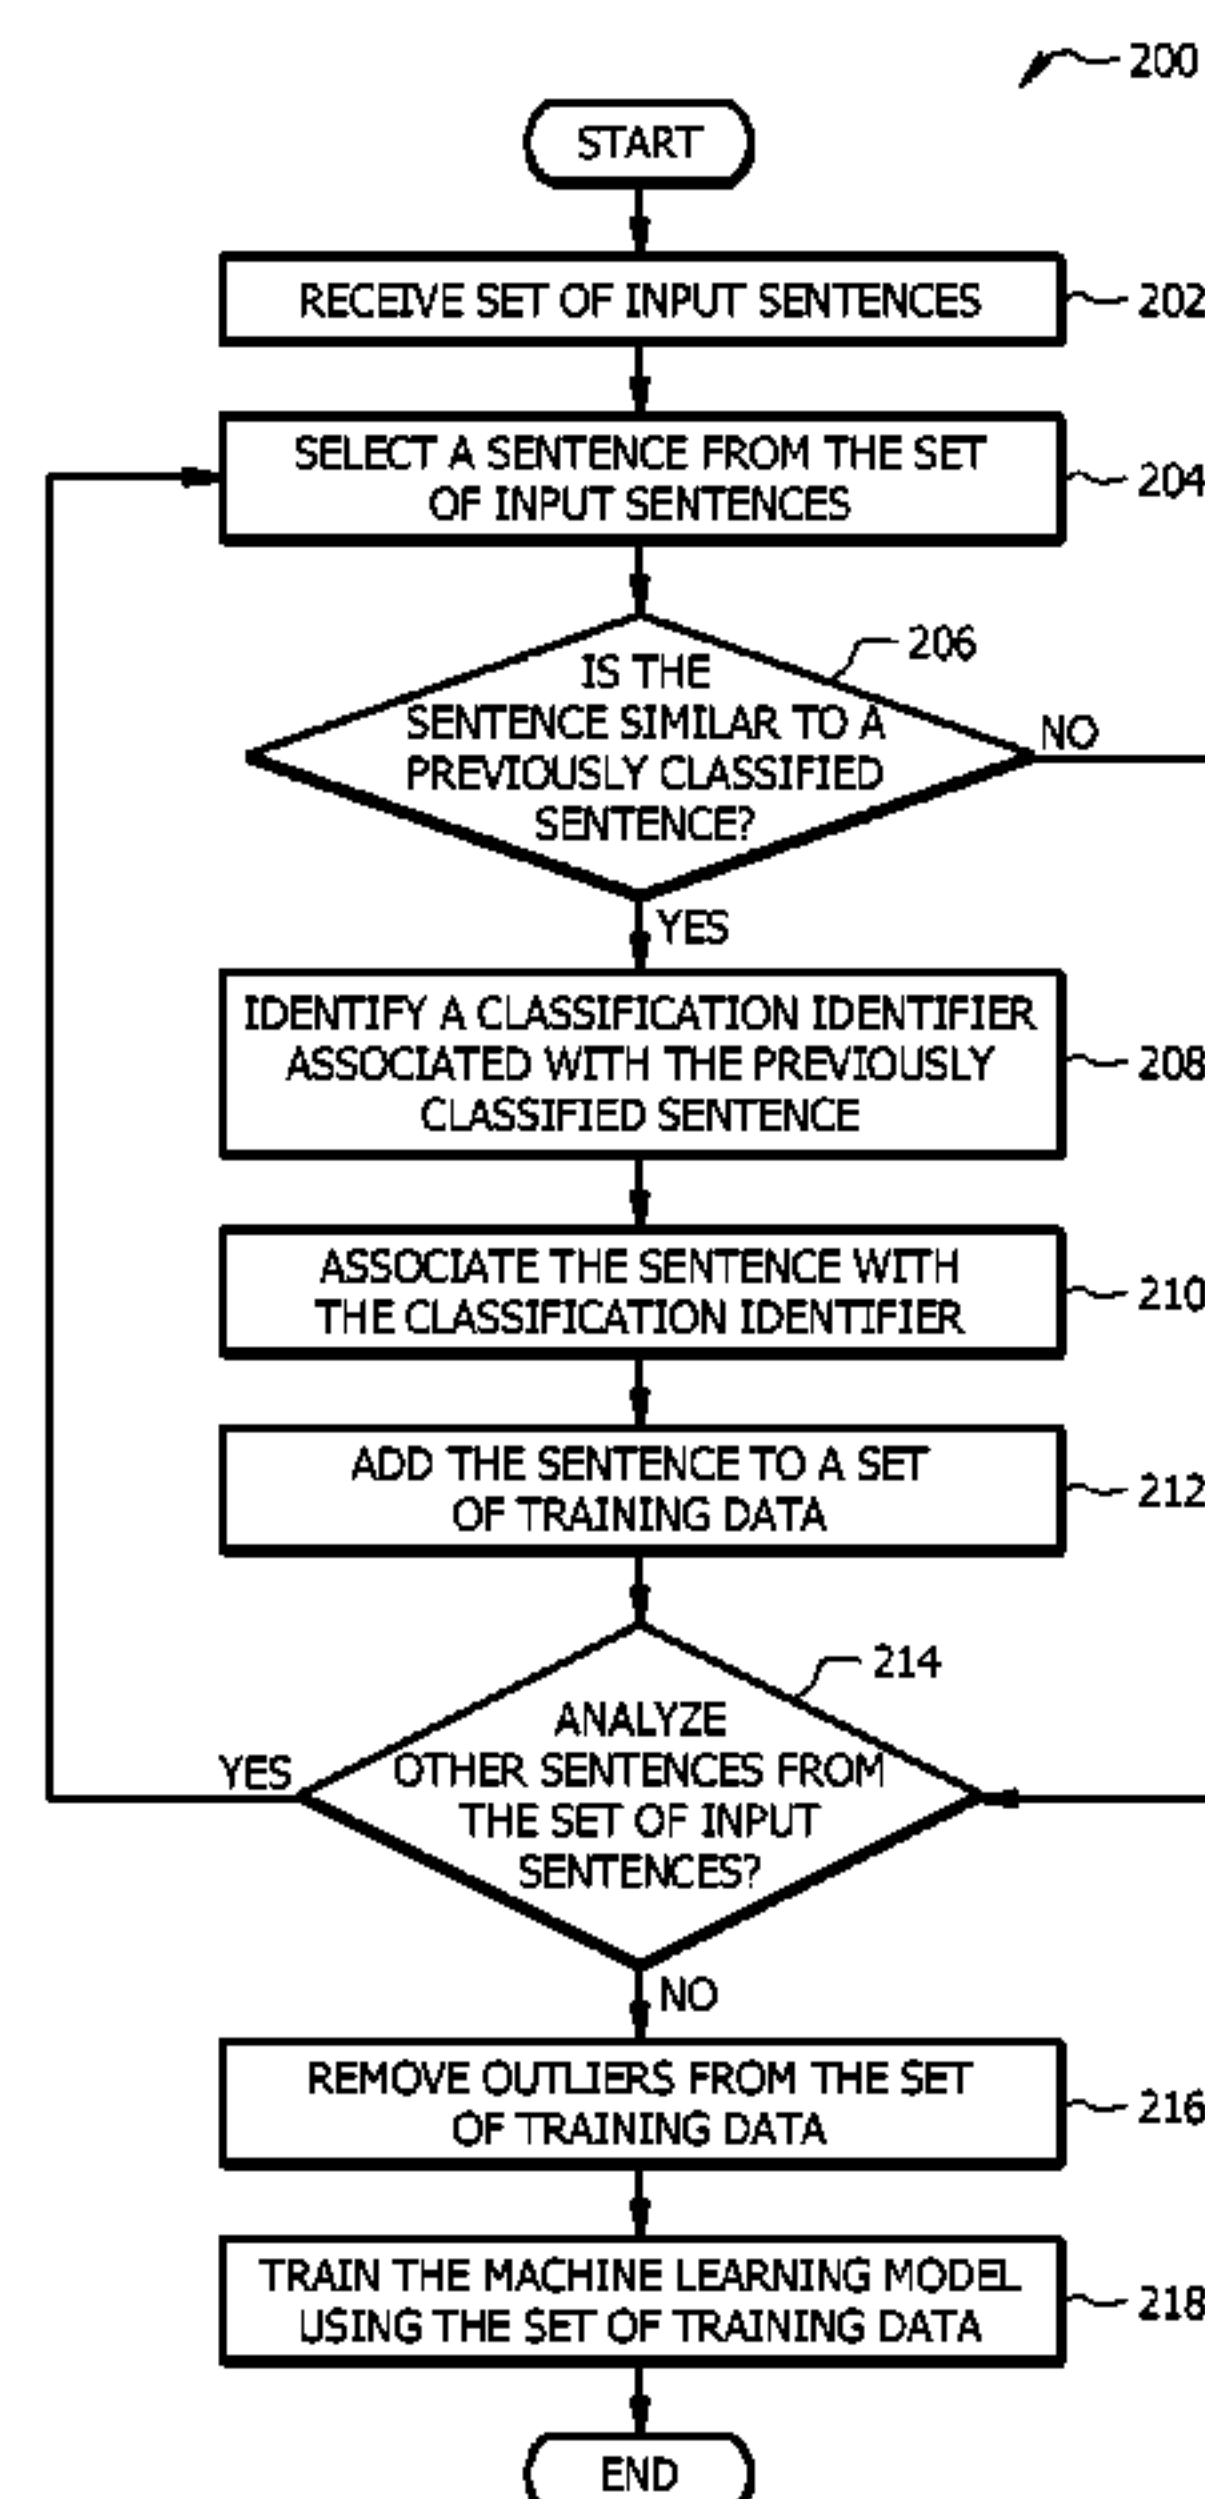 200
START
RECEIVE SET OF INPUT SENTENCES
202
SELECT A SENTENCE FROM THE SET
OF INPUT SENTENCES
204
206
IS THE
SENTENCE SIMILAR TO A
PREVIOUSLY CLASSIFIED
SENTENCE?
NO
YES
IDENTIFY A CLASSIFICATION IDENTIFIER
ASSOCIATED WITH THE PREVIOUSLY
CLASSIFIED SENTENCE
208
ASSOCIATE THE SENTENCE WITH
THE CLASSIFICATION IDENTIFIER
210
ADD THE SENTENCE TO A SET
OF TRAINING DATA
212
214
ANALYZE
OTHER SENTENCES FROM
THE SET OF INPUT
SENTENCES?
YES
NO
REMOVE OUTLIERS FROM THE SET
OF TRAINING DATA
216
TRAIN THE MACHINE LEARNING MODEL
USING THE SET OF TRAINING DATA
218
END